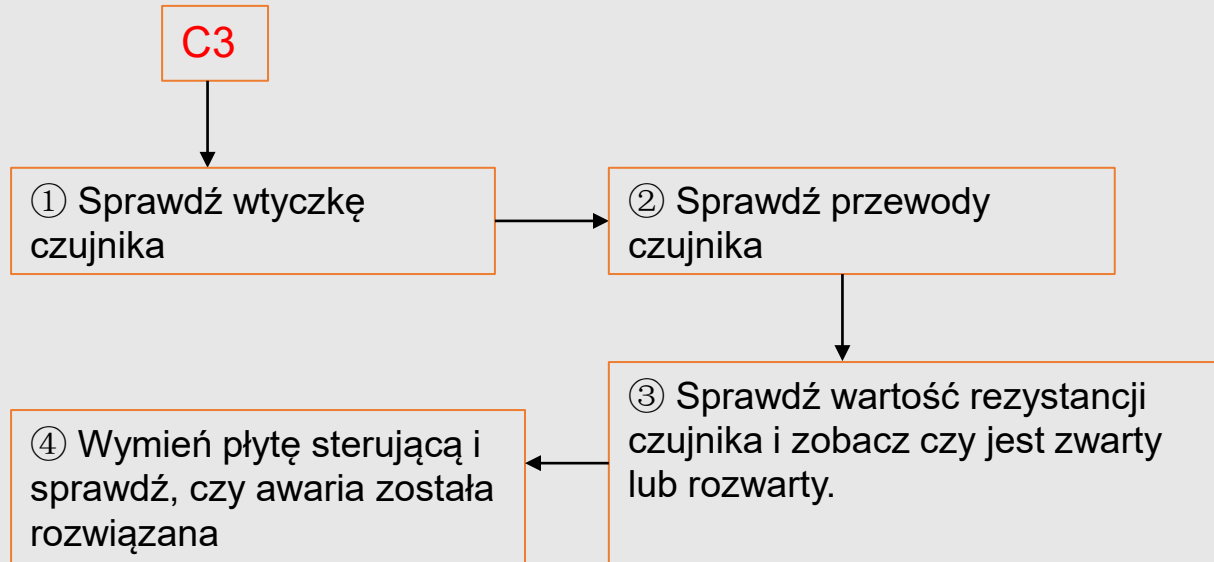 C3
① Sprawdź wtyczkę
czujnika
② Sprawdź przewody
czujnika
③ Sprawdź wartość rezystancji
czujnika i zobacz czy jest zwarty
lub rozwarty.
④ Wymień płytę sterującą i
sprawdź, czy awaria została
rozwiązana